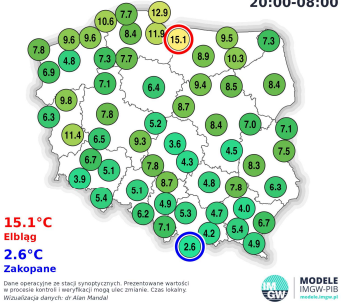 20:00-08:00
7.7 12.9
10.6
9.6 9.6 8.4 11.9 15.1 9.5 7.3
7.8
4.8 7.3 7.7 8.9 10.3
6.9
7.1 6.4 9.4 8.5 8.4
9.8
6.3 7.8 8.7
5.2 8.4 7.0 7.1
11.4 6.5 9.3 3.6
4.5 7.5
6.7 7.8 4.3 8.3
3.9 5.1
5.1 8.7 4.8 7.8 6.3
5.4 4.9
6.2 5.3 4.7 4.0
7.1 4.2 5.4 6.7
2.6 4.9
15.1°C
Elbląg
2.6°C
Zakopane
Dane operacyjne ze stacji synoptycznych. Prezentowane wartości
w procesie kontroli i weryfikacji mogą ulec zmianie. Czas lokalny.
Wizualizacja danych: dr Alan Mandal
IM
GW
MODELE
IMGW-PIB
modele.imgw.pl